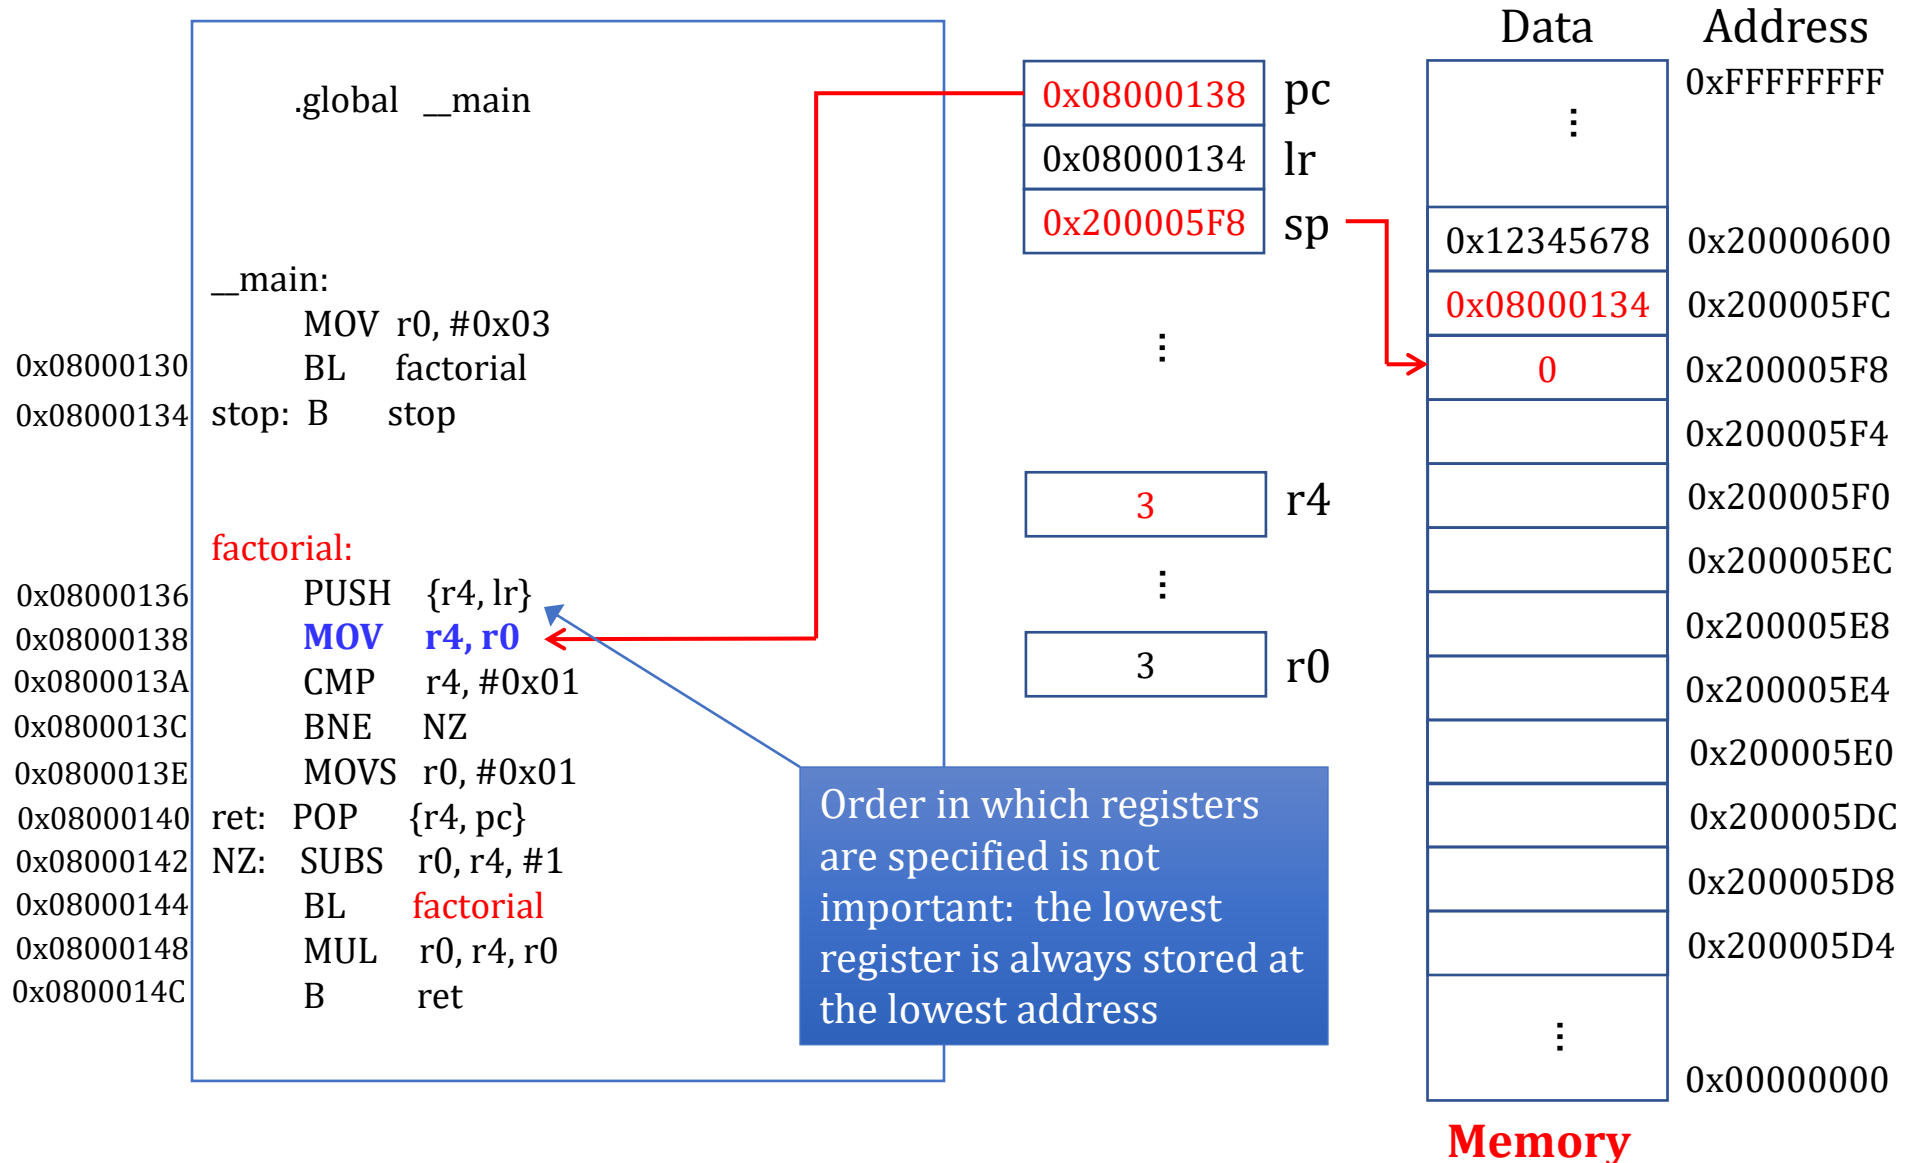 .global __main
__main:
MOV r0, #0x03
0x08000130 BL factorial
0x08000134 stop: B stop
factorial:
0x08000136 PUSH {r4, lr}
0x08000138 MOV r4, r0
0x0800013A CMP r4, #0x01
0x0800013C BNE NZ
0x0800013E MOVS r0, #0x01
0x08000140 ret: POP {r4, pc}
0x08000142 NZ: SUBS r0, r4, #1
0x08000144 BL factorial
0x08000148 MUL r0, r4, r0
0x0800014C B ret
0x08000138 pc
0x08000134 lr
0x200005F8 sp
...
3 r4
...
3 r0
Order in which registers
are specified is not
important: the lowest
register is always stored at
the lowest address
Data Address
0xFFFFFFFF
...
0x12345678 0x20000600
0x08000134 0x200005FC
0 0x200005F8
0x200005F4
0x200005F0
0x200005EC
0x200005E8
0x200005E4
0x200005E0
0x200005DC
0x200005D8
0x200005D4
...
0x00000000
Memory